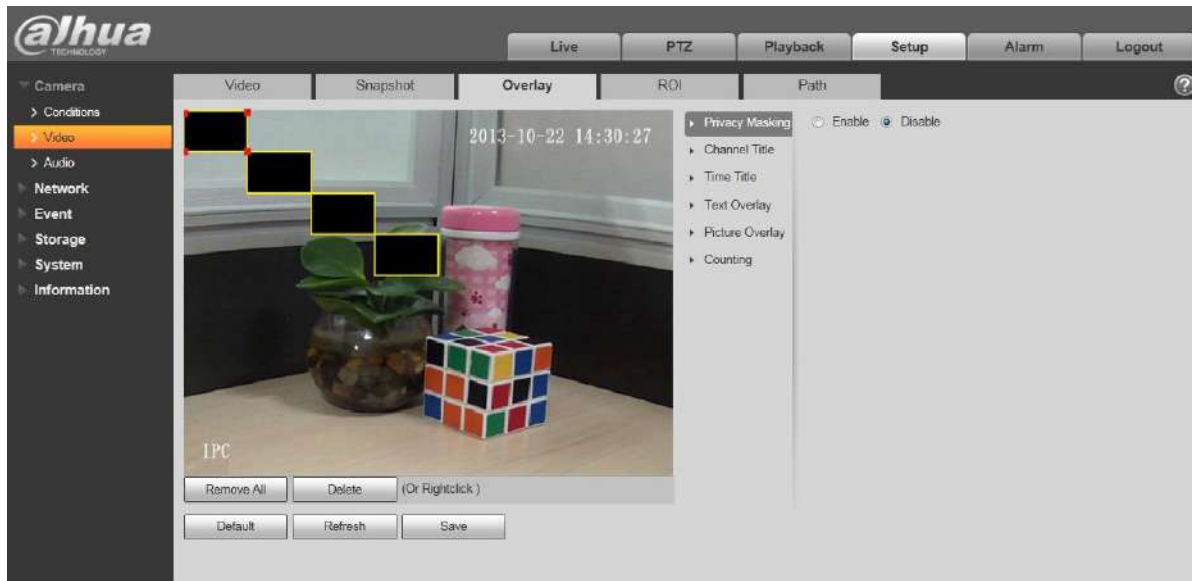 alhua
TECHNOLOGY
Live
PTZ
Playback
Setup
Alarm
Logout
Camera
Conditions
Video
Audio
Network
Event
Storage
System
Information
Video
Snapshot
Overlay
ROI
Path
?
2013-10-22 14:30:27
IPC
Privacy Masking
Channel Title
Time Title
Text Overlay
Picture Overlay
Counting
Enable
Disable
Remove All
Delete
(Or Rightclick )
Default
Refresh
Save